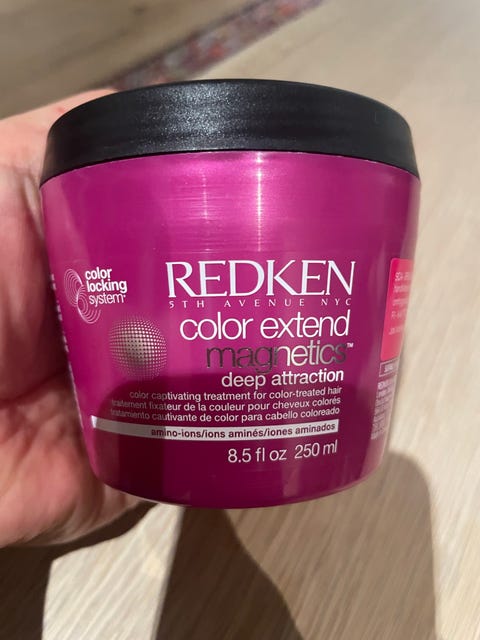 color
locking
system*
REDKEN
5TH AVENUE NYC
color extend
magnetics™
deep attraction
color captivating treatment for color-treated hair
traitement fixateur de la couleur pour cheveux colorés
tratamiento cautivante de color para cabello coloreado
amino-ions/ions aminés/iones aminados
8.5 fl oz 250 ml